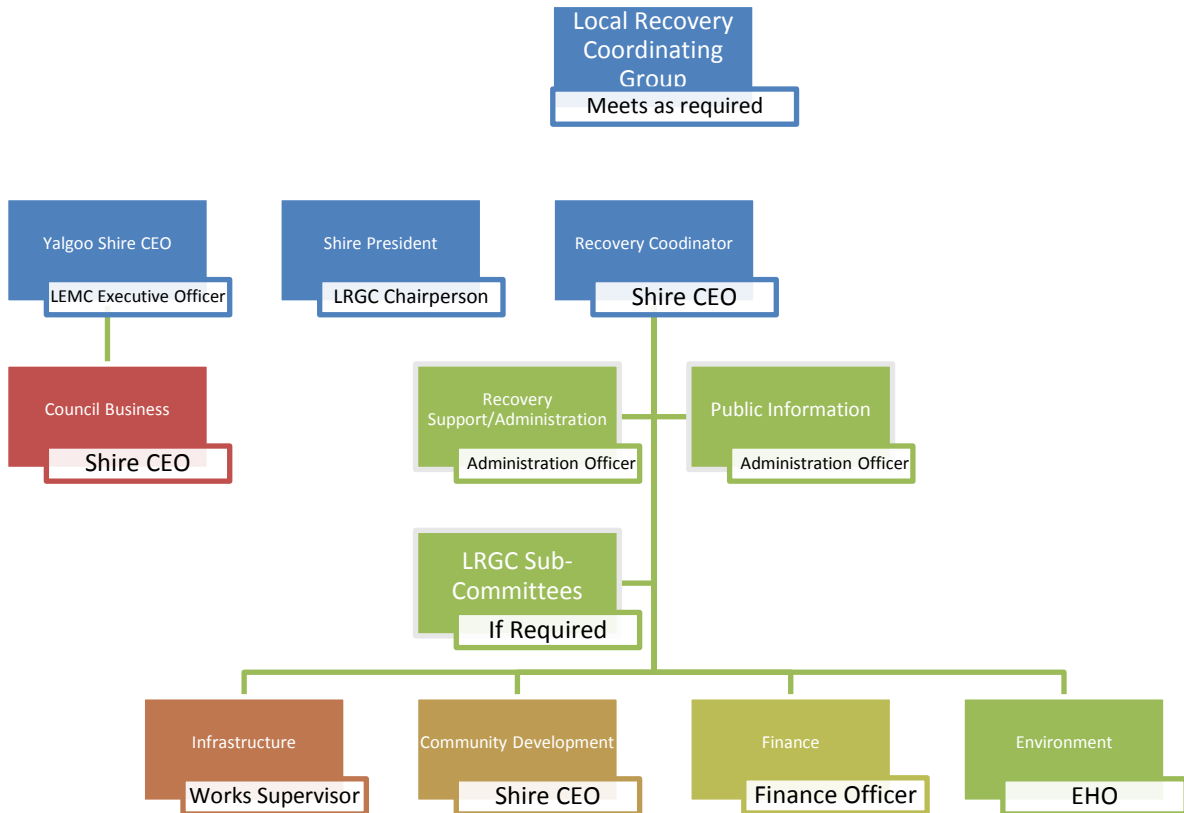 Local Recovery
Coordinating
Group
Meets as required
Yalgoo Shire CEO
LEMC Executive Officer
Shire President
LRGC Chairperson
Recovery Coodinator
Shire CEO
Council Business
Shire CEO
Recovery
Support/Administration
Administration Officer
Public Information
Administration Officer
LRGC Sub-
Committees
If Required
Infrastructure
Works Supervisor
Community Development
Shire CEO
Finance
Finance Officer
Environment
EHO